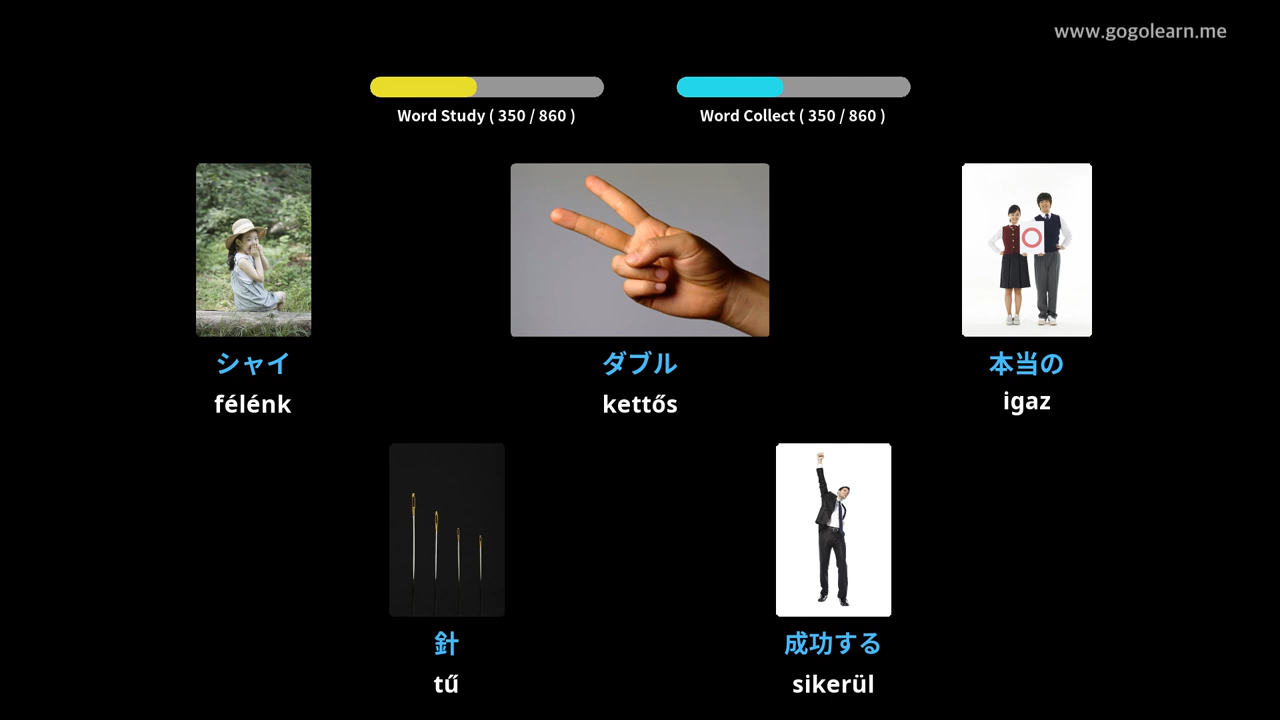 www.gogolearn.me
Word Study ( 350 / 860 )
Word Collect ( 350 / 860 )
シャイ
félénk
ダブル
kettős
本当の
igaz
針
tű
成功する
sikerül